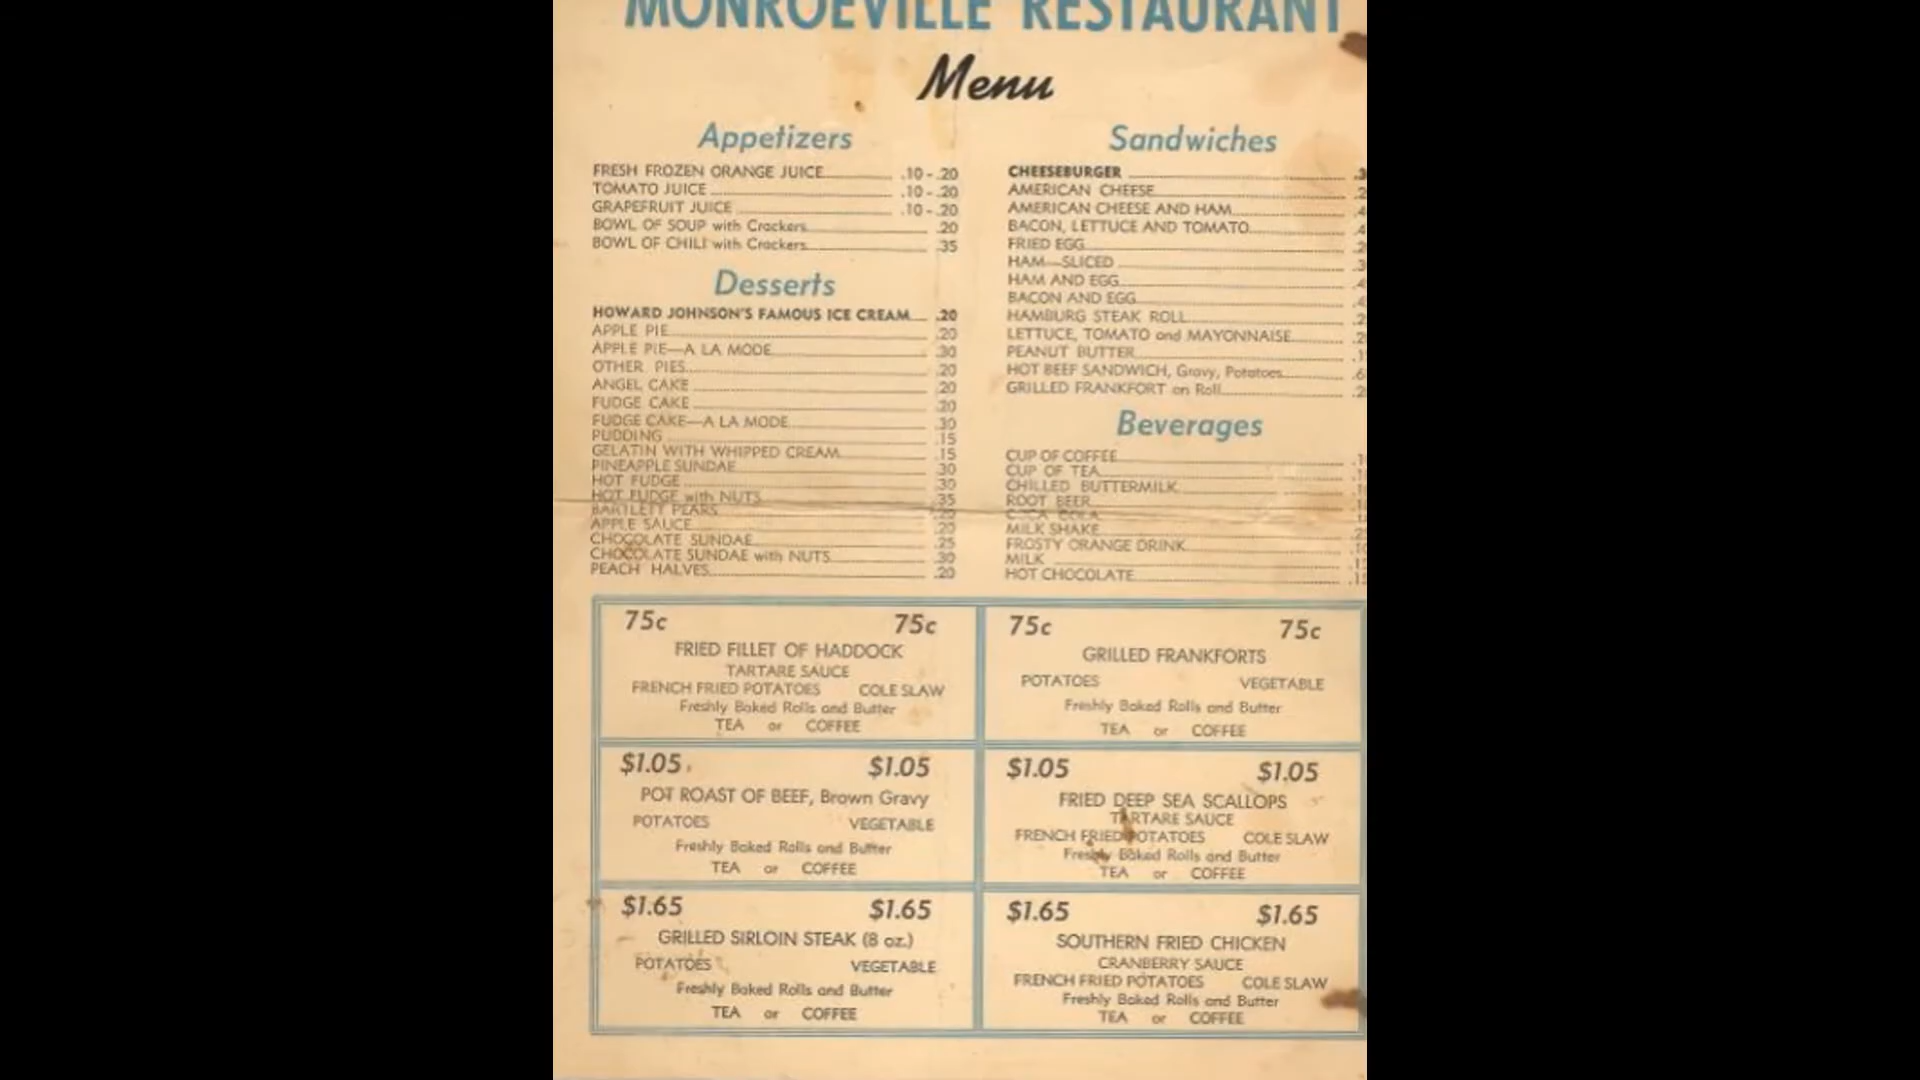 MONROEVILLE RESTAURANT
Menu
Appetizers
FRESH FROZEN ORANGE JUICE .10 - .20
TOMATO JUICE .10 - .20
GRAPEFRUIT JUICE .10 - .20
BOWL OF SOUP with Crackers .20
BOWL OF CHILI with Crackers .35
Desserts
HOWARD JOHNSON'S FAMOUS ICE CREAM .20
APPLE PIE .20
APPLE PIE—A LA MODE .30
OTHER PIES .20
ANGEL CAKE .20
FUDGE CAKE .20
FUDGE CAKE—A LA MODE .30
PUDDING .15
GELATIN WITH WHIPPED CREAM .15
PINEAPPLE SUNDAE .30
HOT FUDGE .30
HOT FUDGE with NUTS .35
BARTLETT PEARS .20
APPLE SAUCE .20
CHOCOLATE SUNDAE .25
CHOCOLATE SUNDAE with NUTS .30
PEACH HALVES .20
Sandwiches
CHEESEBURGER
AMERICAN CHEESE
AMERICAN CHEESE AND HAM
BACON, LETTUCE AND TOMATO
FRIED EGG
HAM—SLICED
HAM AND EGG
BACON AND EGG
HAMBURG STEAK ROLL
LETTUCE, TOMATO and MAYONNAISE
PEANUT BUTTER
HOT BEEF SANDWICH, Gravy, Potatoes
GRILLED FRANKFORT on Roll
Beverages
CUP OF COFFEE
CUP OF TEA
CHILLED BUTTERMILK
ROOT BEER
COCA COLA
MILK SHAKE
FROSTY ORANGE DRINK
MILK
HOT CHOCOLATE
75c 75c
FRIED FILLET OF HADDOCK
TARTARE SAUCE
FRENCH FRIED POTATOES COLE SLAW
Freshly Baked Rolls and Butter
TEA or COFFEE
75c 75c
GRILLED FRANKFORTS
POTATOES VEGETABLE
Freshly Baked Rolls and Butter
TEA or COFFEE
$1.05 $1.05
POT ROAST OF BEEF, Brown Gravy
POTATOES VEGETABLE
Freshly Baked Rolls and Butter
TEA or COFFEE
$1.05 $1.05
FRIED DEEP SEA SCALLOPS
TARTARE SAUCE
FRENCH FRIED POTATOES COLE SLAW
Freshly Baked Rolls and Butter
TEA or COFFEE
$1.65 $1.65
GRILLED SIRLOIN STEAK (8 oz.)
POTATOES VEGETABLE
Freshly Baked Rolls and Butter
TEA or COFFEE
$1.65 $1.65
SOUTHERN FRIED CHICKEN
CRANBERRY SAUCE
FRENCH FRIED POTATOES COLE SLAW
Freshly Baked Rolls and Butter
TEA or COFFEE